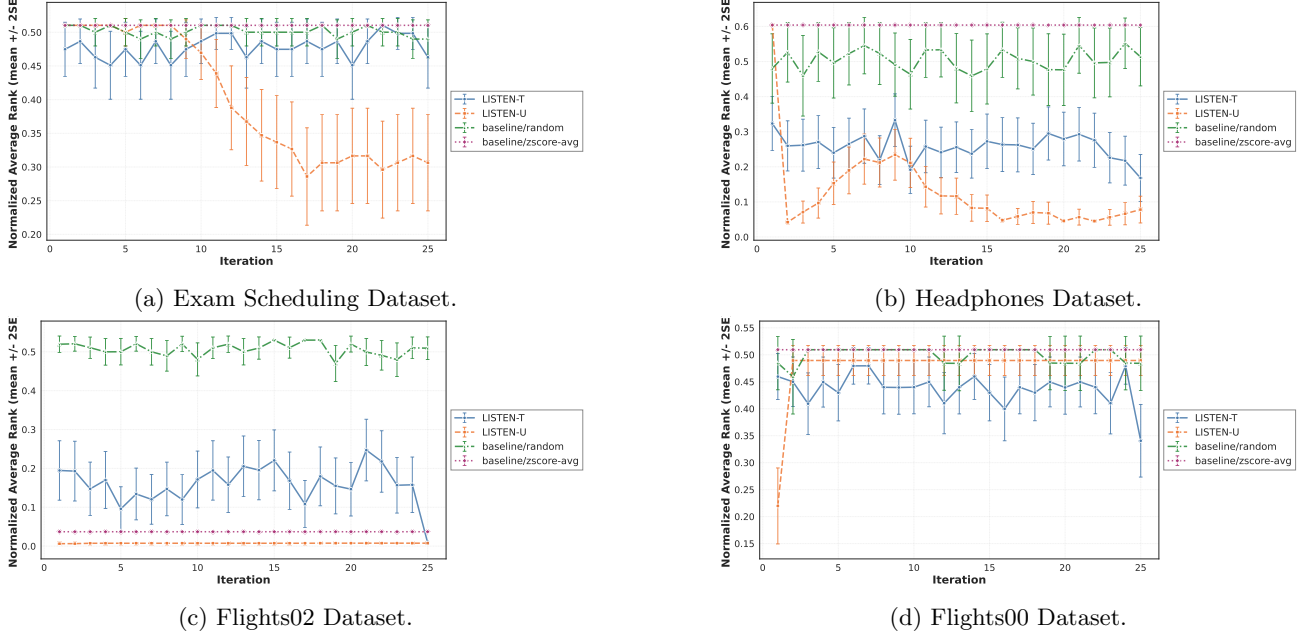 Normalized Average Rank (mean +/- 2SE)
0.50
0.45
0.40
0.35
0.30
0.25
0.20
0
5
10
15
20
25
Iteration
LISTEN-T
LISTEN-U
baseline/random
baseline/zscore-avg
(a) Exam Scheduling Dataset.
Normalized Average Rank (mean +/- 2SE)
0.6
0.5
0.4
0.3
0.2
0.1
0.0
0
5
10
15
20
25
Iteration
LISTEN-T
LISTEN-U
baseline/random
baseline/zscore-avg
(b) Headphones Dataset.
Normalized Average Rank (mean +/- 2SE)
0.5
0.4
0.3
0.2
0.1
0.0
0
5
10
15
20
25
Iteration
LISTEN-T
LISTEN-U
baseline/random
baseline/zscore-avg
(c) Flights02 Dataset.
Normalized Average Rank (mean +/- 2SE)
0.55
0.50
0.45
0.40
0.35
0.30
0.25
0.20
0.15
0
5
10
15
20
25
Iteration
LISTEN-T
LISTEN-U
baseline/random
baseline/zscore-avg
(d) Flights00 Dataset.